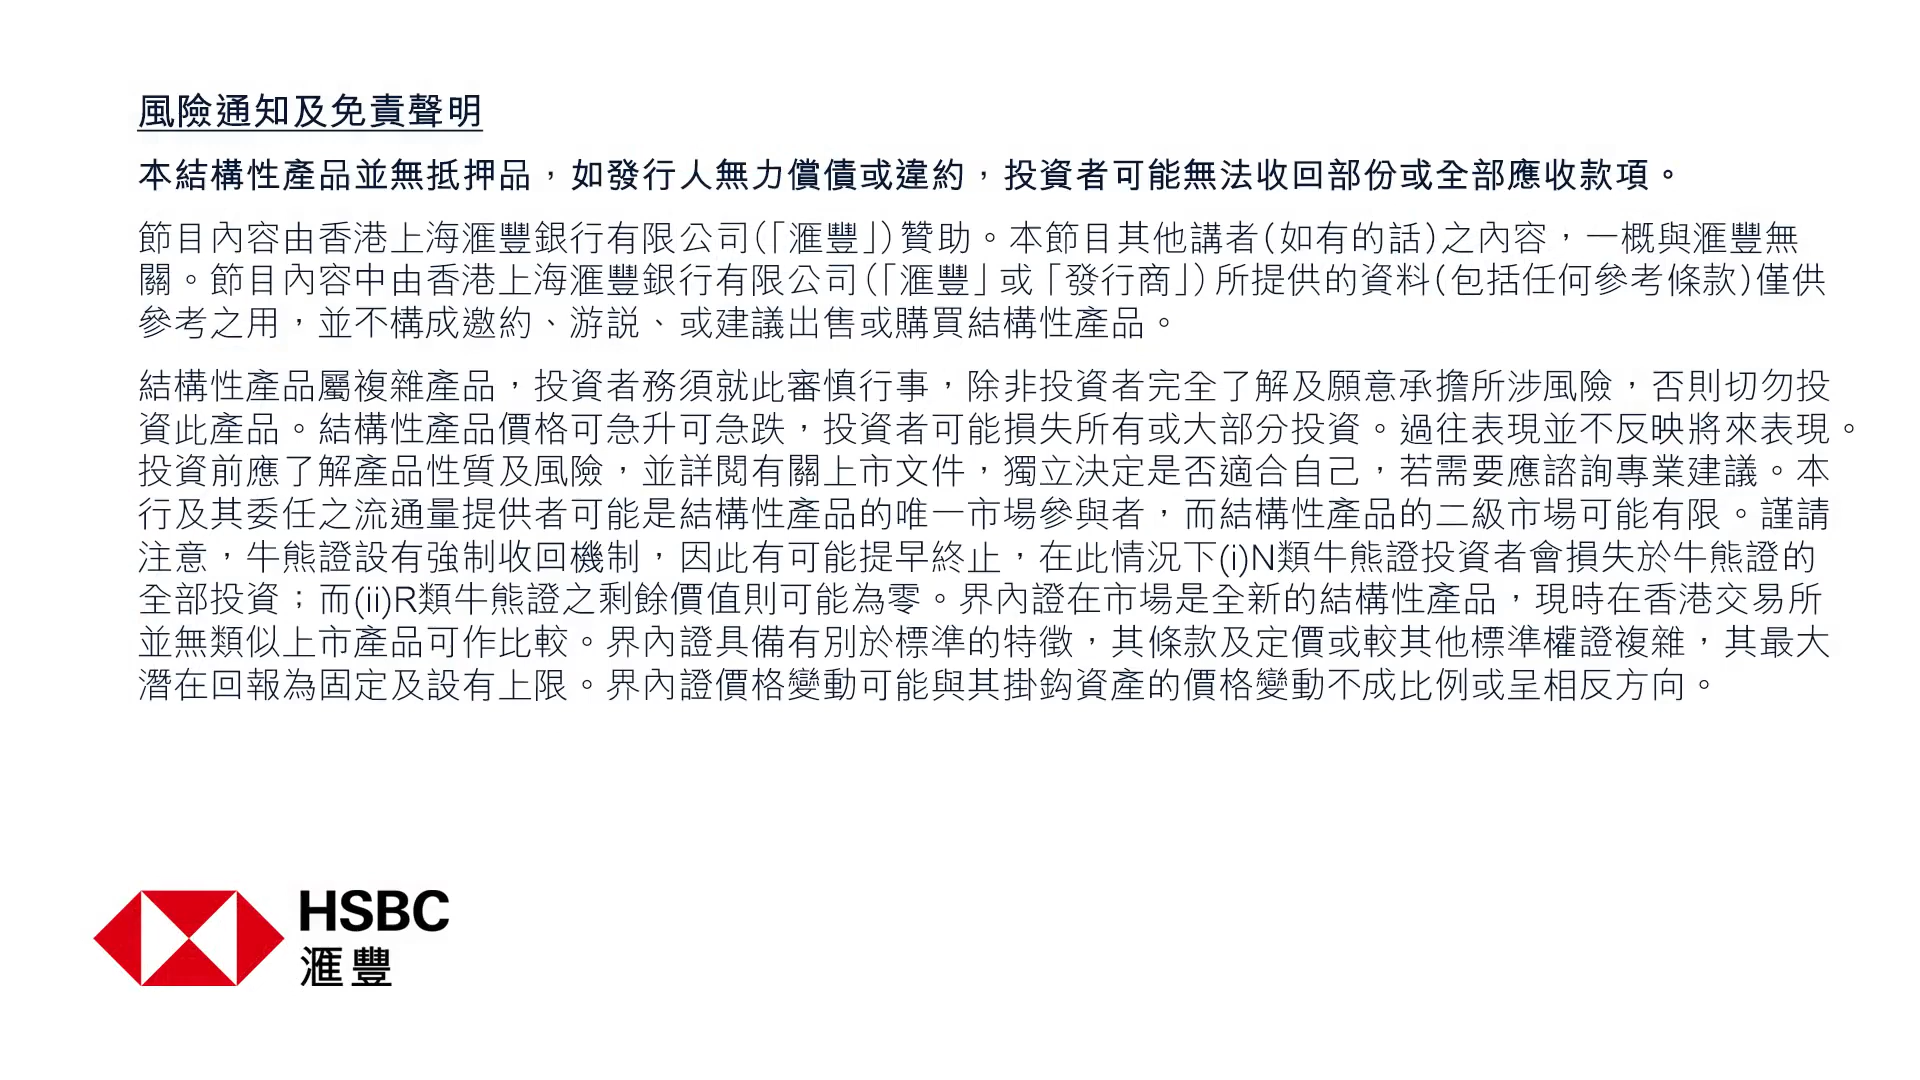 風險通知及免責聲明
本結構性產品並無抵押品，如發行人無力償債或違約，投資者可能無法收回部份或全部應收款項。
節目內容由香港上海滙豐銀行有限公司(「滙豐」)贊助。本節目其他講者(如有的話)之內容，一概與滙豐無
關。節目內容中由香港上海滙豐銀行有限公司(「滙豐」或「發行商」)所提供的資料(包括任何參考條款)僅供
參考之用，並不構成邀約、游說、或建議出售或購買結構性產品。
結構性產品屬複雜產品，投資者務須就此審慎行事，除非投資者完全了解及願意承擔所涉風險，否則切勿投
資此產品。結構性產品價格可急升可急跌，投資者可能損失所有或大部分投資。過往表現並不反映將來表現。
投資前應了解產品性質及風險，並詳閱有關上市文件，獨立決定是否適合自己，若需要應諮詢專業建議。本
行及其委任之流通量提供者可能是結構性產品的唯一市場參與者，而結構性產品的二級市場可能有限。謹請
注意，牛熊證設有強制收回機制，因此有可能提早終止，在此情況下(i)N類牛熊證投資者會損失於牛熊證的
全部投資；而(ii)R類牛熊證之剩餘價值則可能為零。界內證在市場是全新的結構性產品，現時在香港交易所
並無類似上市產品可作比較。界內證具備有別於標準的特徵，其條款及定價或較其他標準權證複雜，其最大
潛在回報為固定及設有上限。界內證價格變動可能與其掛鈎資產的價格變動不成比例或呈相反方向。
HSBC
滙豐